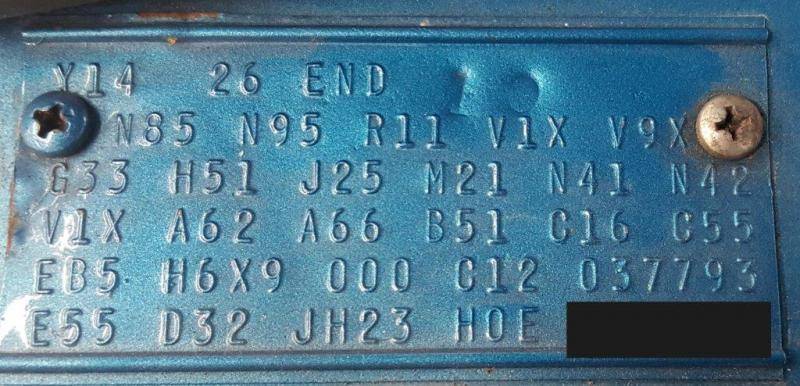 Y14 26 END
N85 N95 R11 V1X V9X
G33 H51 J25 M21 N41 N42
V1X A62 A66 B51 C16 C55
EB5 H6X9 000 C12 037793
E55 D32 JH23 H0E